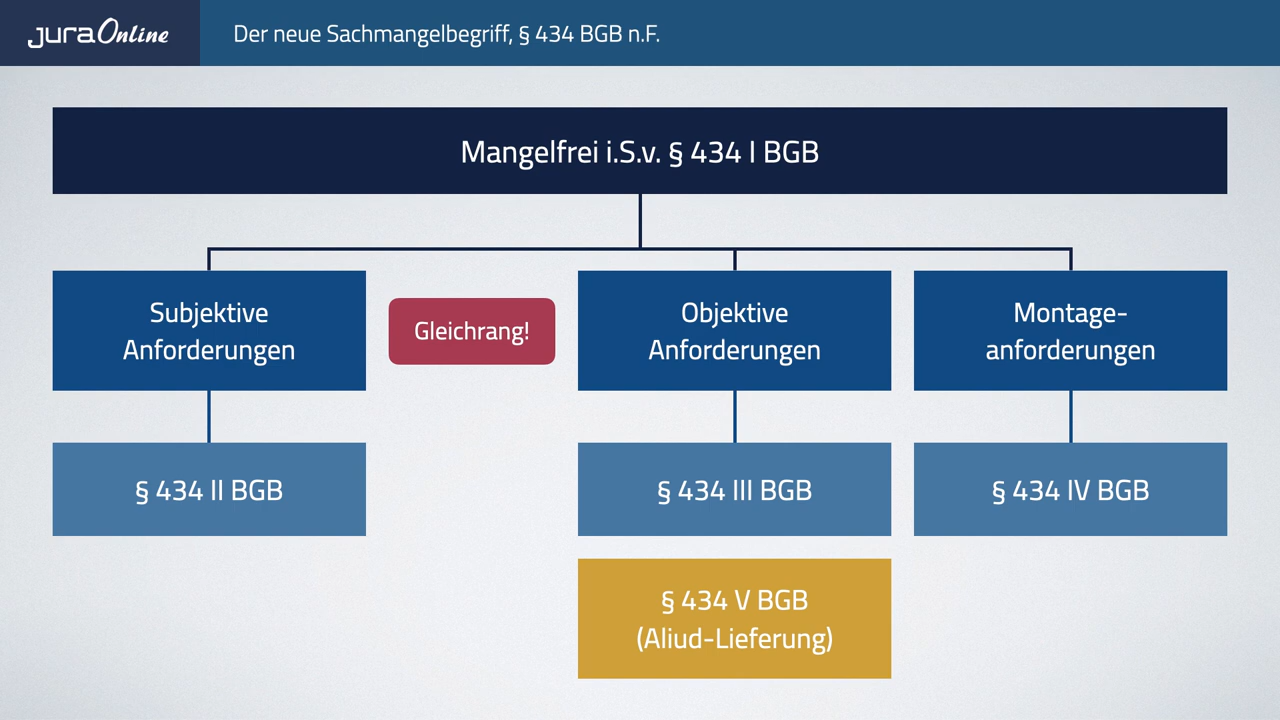 juraOnline
Der neue Sachmangelbegriff, § 434 BGB n.F.
Mangelfrei i.S.v. § 434 I BGB
Subjektive
Anforderungen
Gleichrang!
Objektive
Anforderungen
Montage-
anforderungen
§ 434 II BGB
§ 434 III BGB
§ 434 IV BGB
§ 434 V BGB
(Aliud-Lieferung)